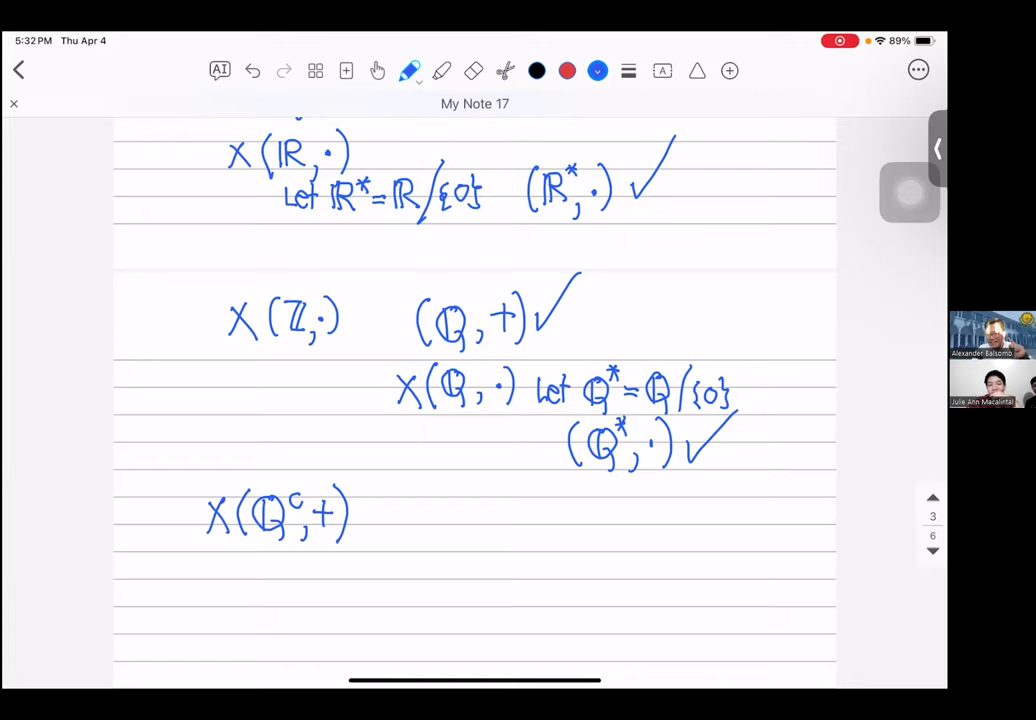 5:32 PM Thu Apr 4
89%
AI
A
My Note 17
X (ℝ, ·)
Let ℝ* = ℝ/{0} (ℝ*, ·) ✓
X (ℤ, ·) (ℚ, +) ✓
X (ℚ, ·) Let ℚ* = ℚ/{0}
(ℚ*, ·) ✓
X (ℚᶜ, +)
3
6
Alexander Balsomo
Julie Ann Macalintal